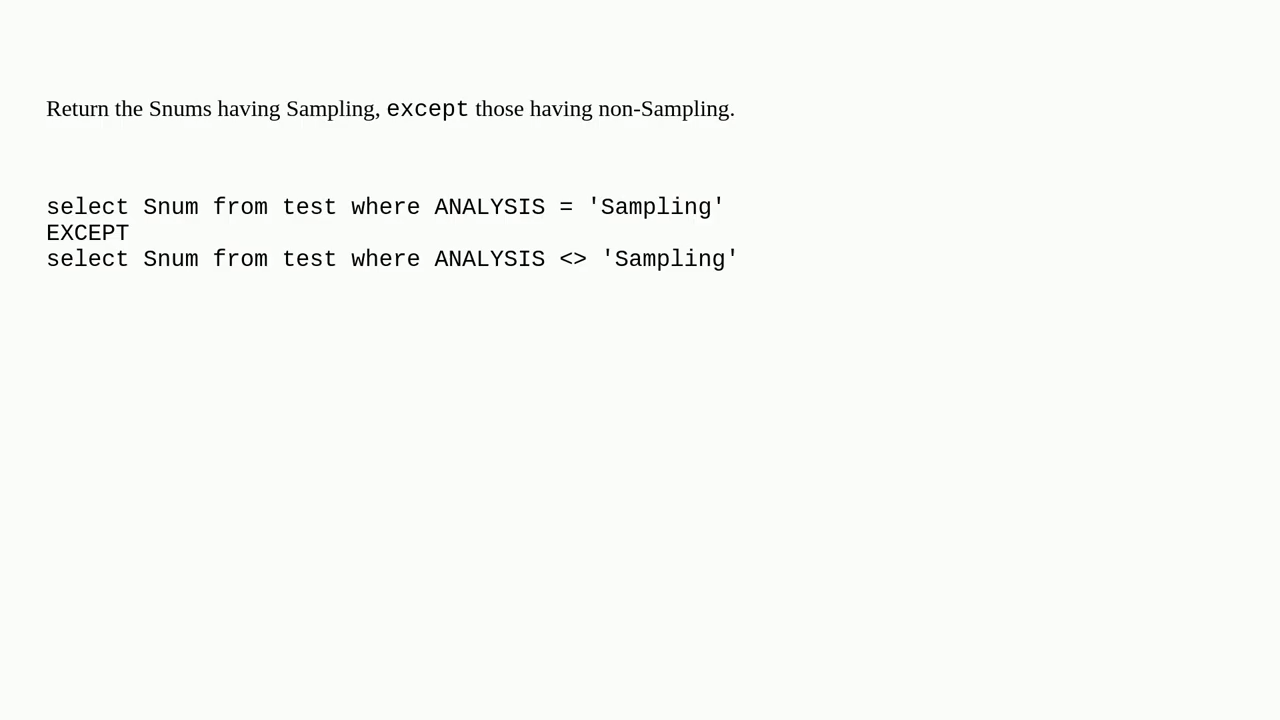 Return the Snums having Sampling, except those having non-Sampling.
select Snum from test where ANALYSIS = 'Sampling'
EXCEPT
select Snum from test where ANALYSIS <> 'Sampling'